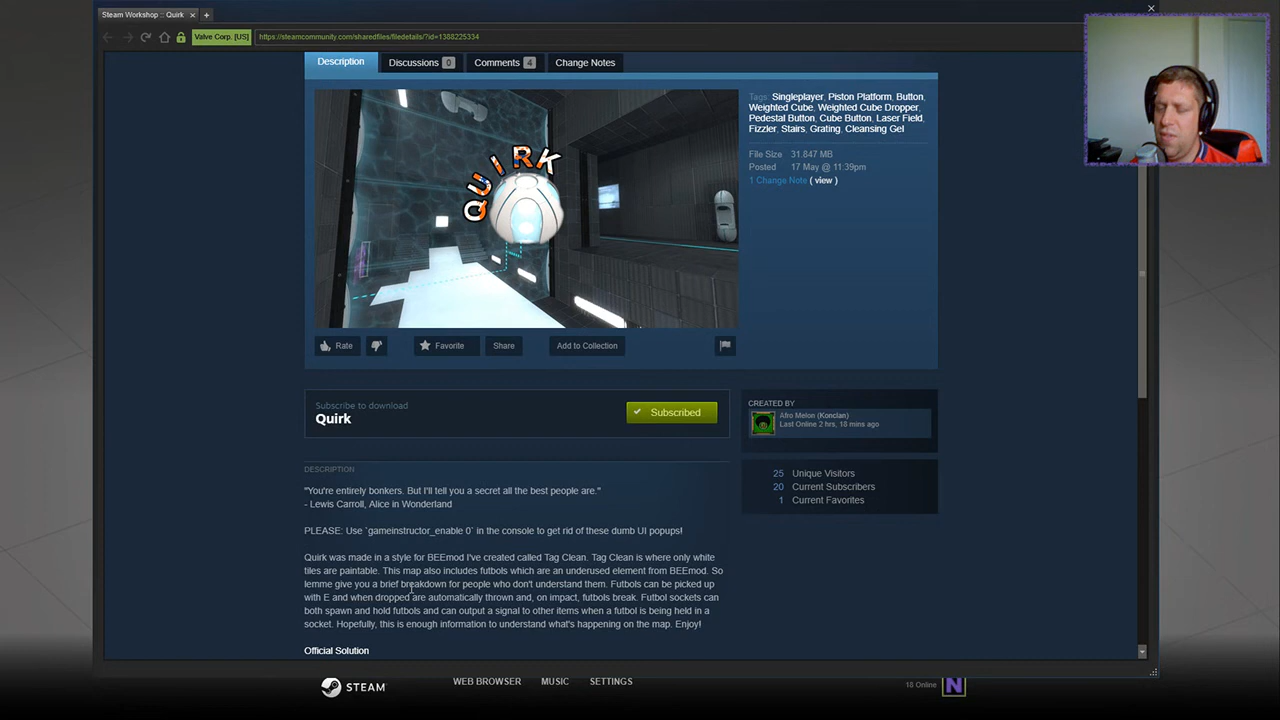 Steam Workshop :: Quirk
Valve Corp. [US]
https://steamcommunity.com/sharedfiles/filedetails/?id=1388225334
Description
Discussions 0
Comments 4
Change Notes
QUIRK
Tags: Singleplayer, Piston Platform, Button,
Weighted Cube, Weighted Cube Dropper,
Pedestal Button, Cube Button, Laser Field,
Fizzler, Stairs, Grating, Cleansing Gel
File Size 31.847 MB
Posted 17 May @ 11:39pm
1 Change Note ( view )
Rate
Favorite
Share
Add to Collection
Subscribe to download
Quirk
Subscribed
CREATED BY
Afro Melon (Koncian)
Last Online 2 hrs, 18 mins ago
25 Unique Visitors
20 Current Subscribers
1 Current Favorites
DESCRIPTION
"You're entirely bonkers. But I'll tell you a secret all the best people are."
- Lewis Carroll, Alice in Wonderland
PLEASE: Use `gameinstructor_enable 0` in the console to get rid of these dumb UI popups!
Quirk was made in a style for BEEmod I've created called Tag Clean. Tag Clean is where only white
tiles are paintable. This map also includes futbols which are an underused element from BEEmod. So
lemme give you a brief breakdown for people who don't understand them. Futbols can be picked up
with E and when dropped are automatically thrown and, on impact, futbols break. Futbol sockets can
both spawn and hold futbols and can output a signal to other items when a futbol is being held in a
socket. Hopefully, this is enough information to understand what's happening on the map. Enjoy!
Official Solution
STEAM
WEB BROWSER
MUSIC
SETTINGS
18 Online
N